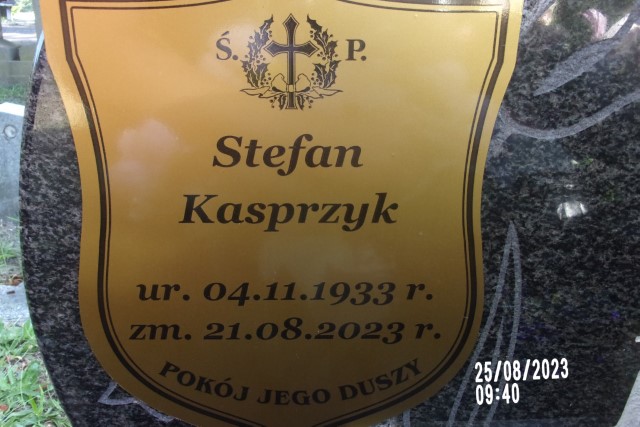 Ś. P.
Stefan
Kasprzyk
ur. 04.11.1933 r.
zm. 21.08.2023 r.
POKÓJ JEGO DUSZY
25/08/2023
09:40